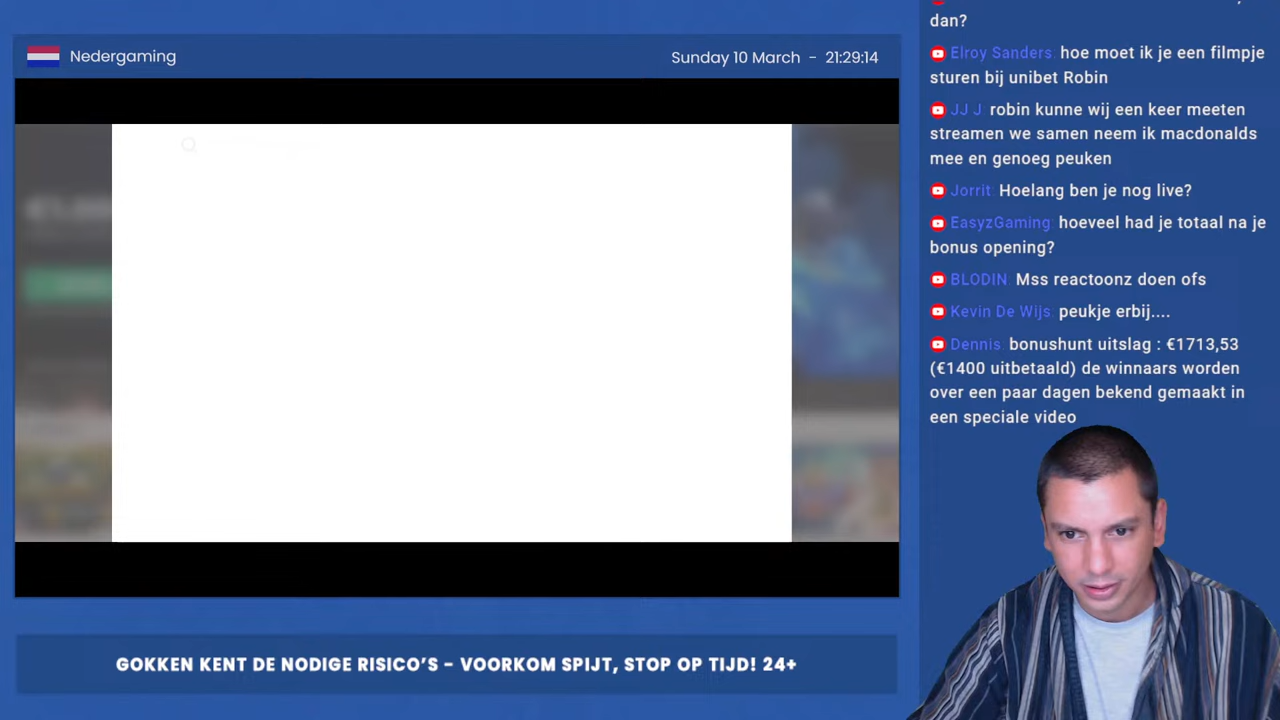 Nedergaming
Sunday 10 March - 21:29:14
dan?
Elroy Sanders: hoe moet ik je een filmpje
sturen bij unibet Robin
JJ J: robin kunne wij een keer meeten
streamen we samen neem ik macdonalds
mee en genoeg peuken
Jorrit: Hoelang ben je nog live?
EasyzGaming: hoeveel had je totaal na je
bonus opening?
BLODIN: Mss reactoonz doen ofs
Kevin De Wijs: peukje erbij....
Dennis: bonushunt uitslag : €1713,53
(€1400 uitbetaald) de winnaars worden
over een paar dagen bekend gemaakt in
een speciale video
GOKKEN KENT DE NODIGE RISICO'S - VOORKOM SPIJT, STOP OP TIJD! 24+